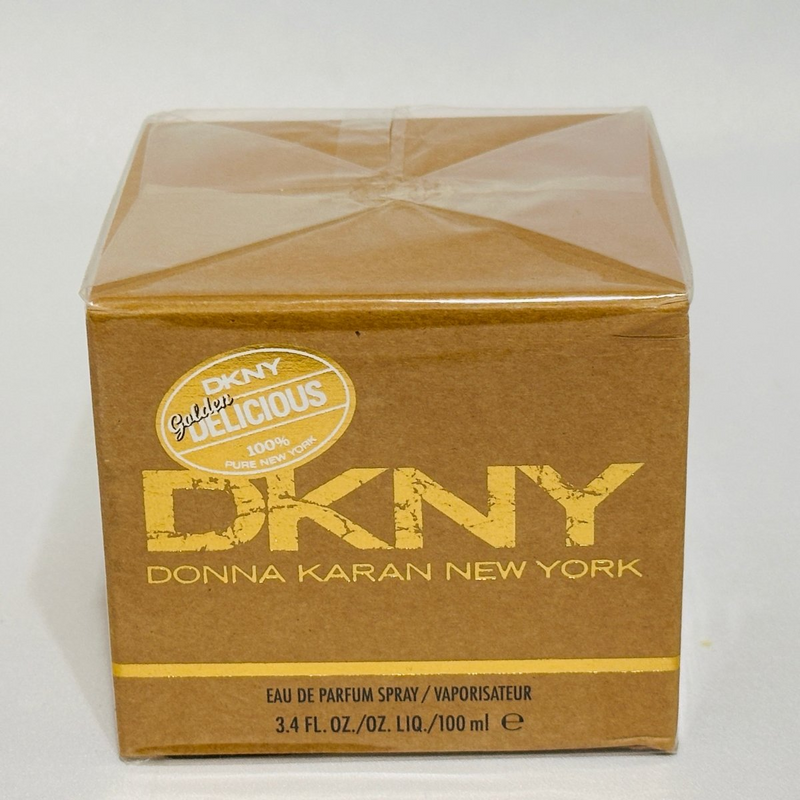 DKNY
Golden
DELICIOUS
100%
PURE NEW YORK
DKNY
DONNA KARAN NEW YORK
EAU DE PARFUM SPRAY / VAPORISATEUR
3.4 FL. OZ./OZ. LIQ./100 ml ℮